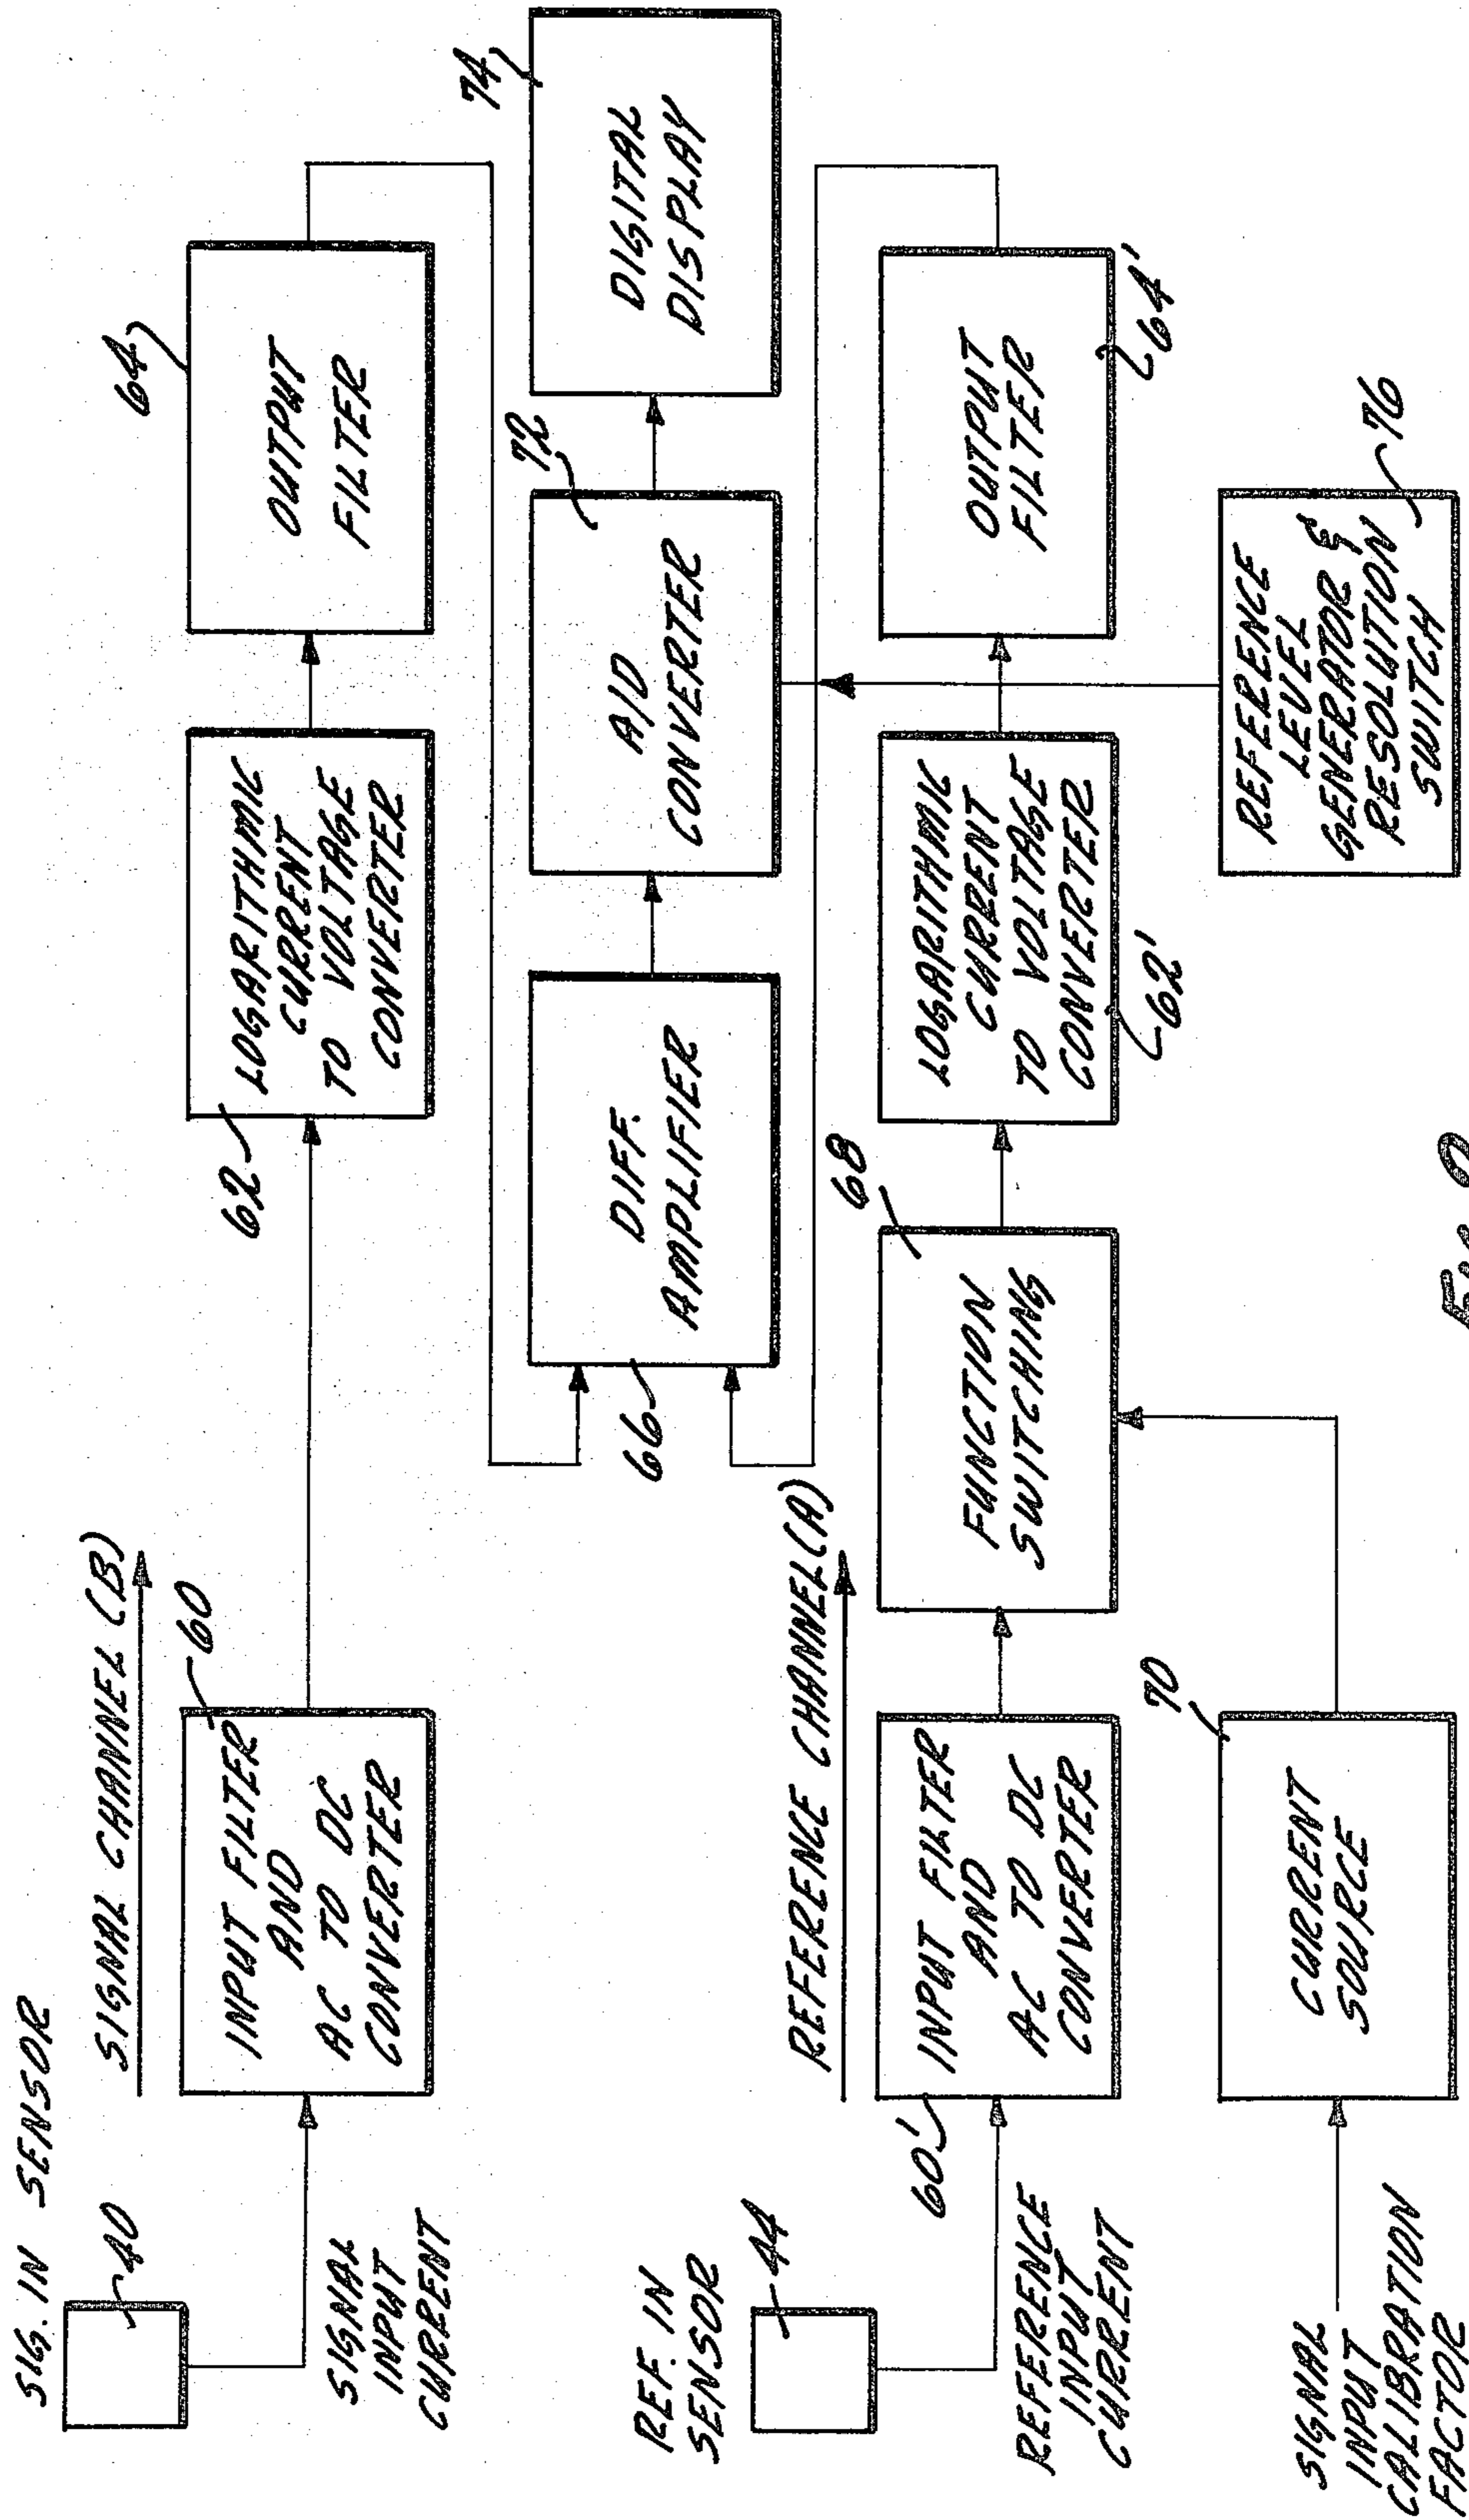 SIG. IN SENSOR
40
SIGNAL
INPUT
CURRENT
SIGNAL CHANNEL (B)
60
INPUT FILTER
AND
AC TO DC
CONVERTER
62
LOGARITHMIC
CURRENT
TO VOLTAGE
CONVERTER
64
OUTPUT
FILTER
66
DIFF.
AMPLIFIER
72
A/D
CONVERTER
74
DIGITAL
DISPLAY
REF. IN
SENSOR
44
REFERENCE
INPUT
CURRENT
REFERENCE CHANNEL (A)
60'
INPUT FILTER
AND
AC TO DC
CONVERTER
68
FUNCTION
SWITCHING
62'
LOGARITHMIC
CURRENT
TO VOLTAGE
CONVERTER
64'
OUTPUT
FILTER
SIGNAL
INPUT
CALIBRATION
FACTOR
70
CURRENT
SOURCE
REFERENCE
LEVEL
GENERATOR &
RESOLUTION
SWITCH
76